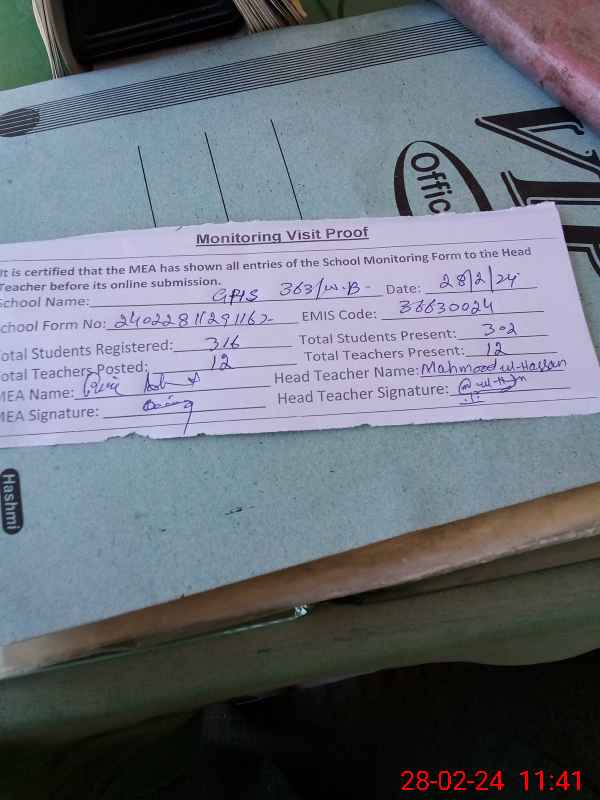 Offic
Monitoring Visit Proof
It is certified that the MEA has shown all entries of the School Monitoring Form to the Head
Teacher before its online submission.
School Name: GPHS 363/W.B- Date: 28/2/24
School Form No: EMIS Code: 36630024
Total Students Registered: 316 Total Students Present: 302
Total Teachers Posted: 12 Total Teachers Present: 12
MEA Name: Head Teacher Name: Mahmood ul-Hassan
MEA Signature: Head Teacher Signature:
Hashmi
28-02-24 11:41